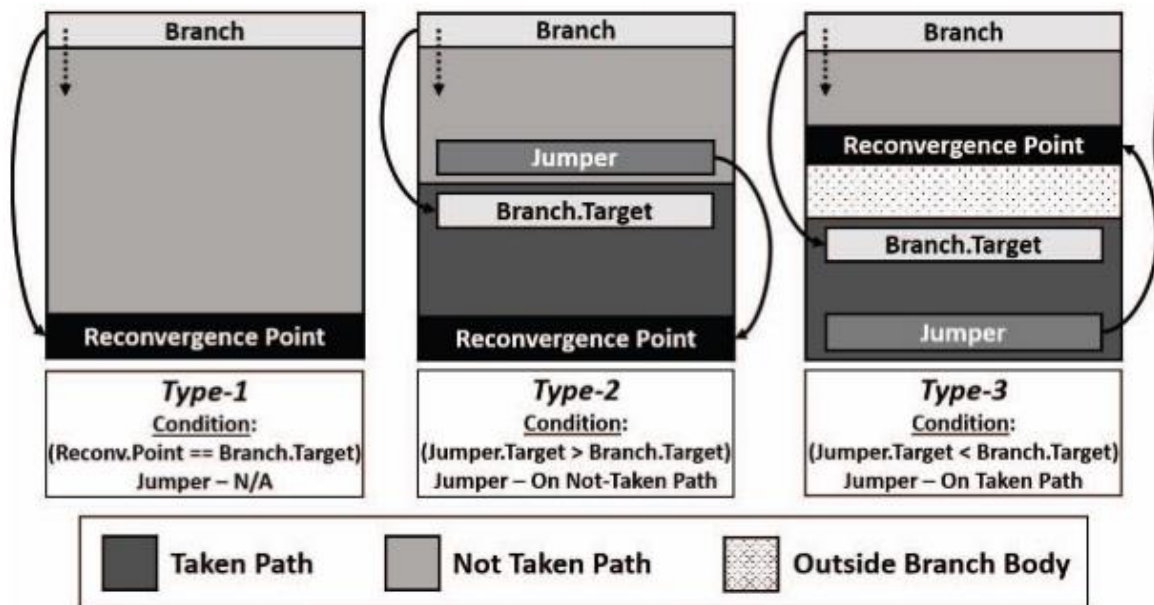 Branch
Reconvergence Point
Type-1
Condition:
(Reconv.Point == Branch.Target)
Jumper – N/A
Branch
Jumper
Branch.Target
Reconvergence Point
Type-2
Condition:
(Jumper.Target > Branch.Target)
Jumper – On Not-Taken Path
Branch
Reconvergence Point
Branch.Target
Jumper
Type-3
Condition:
(Jumper.Target < Branch.Target)
Jumper – On Taken Path
Taken Path
Not Taken Path
Outside Branch Body